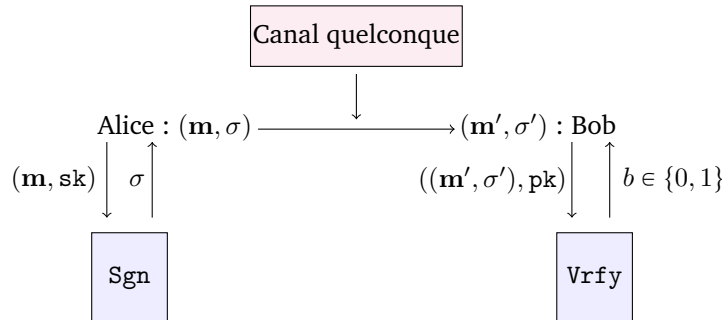 Canal quelconque
Alice : (m, σ) (m′, σ′) : Bob
(m, sk) σ ((m′, σ′), pk) b ∈ {0, 1}
Sgn Vrfy